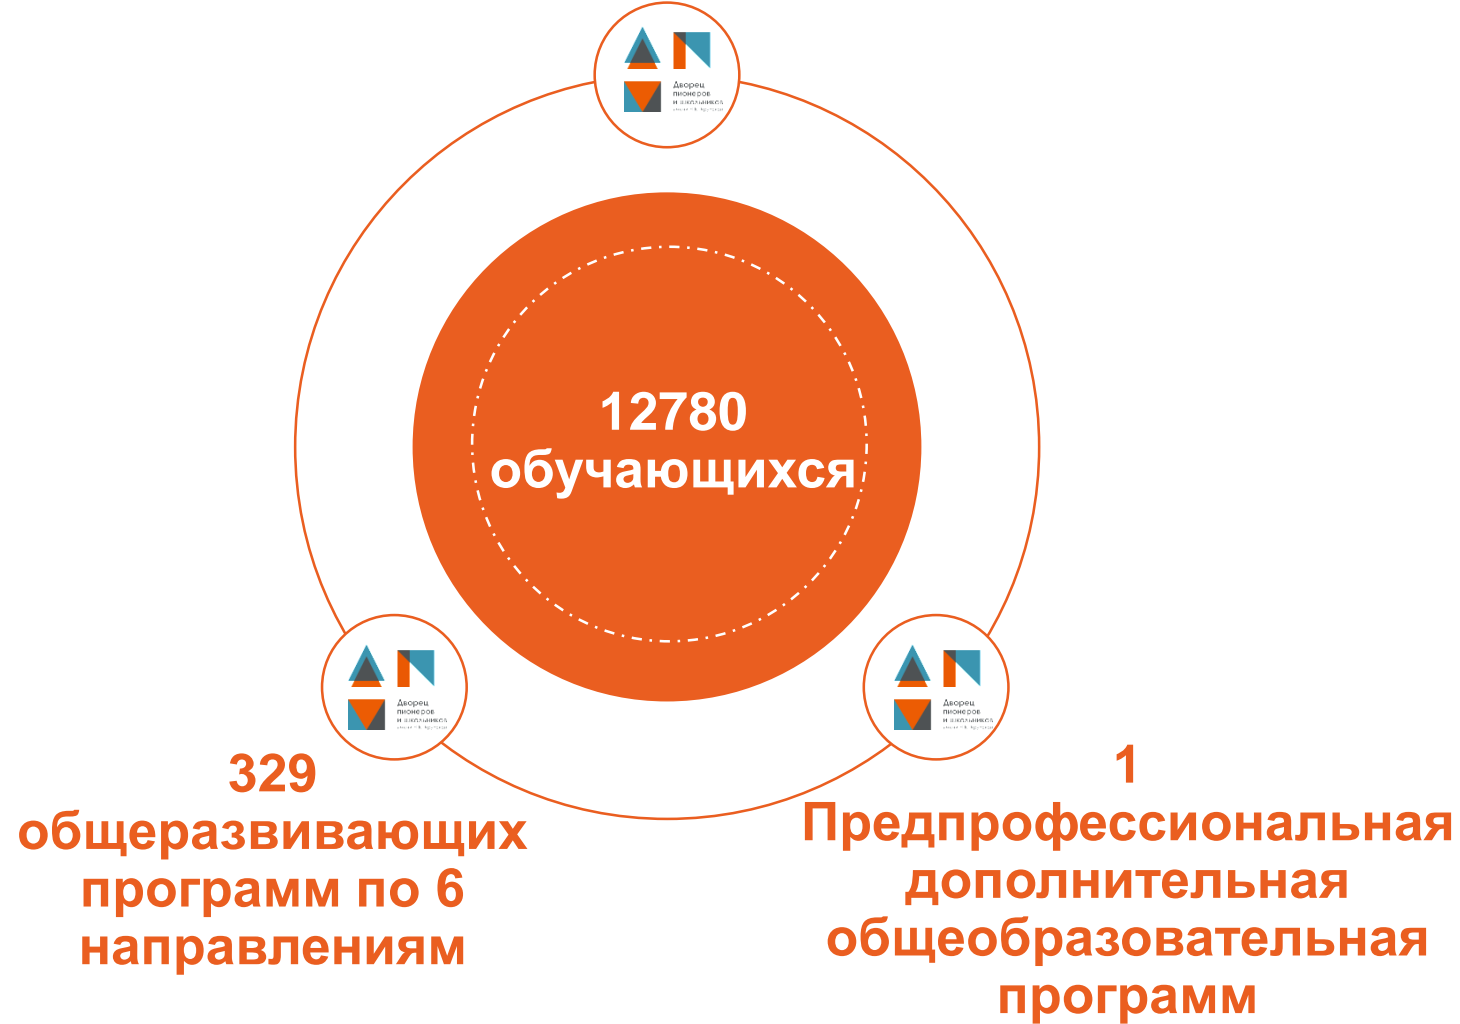 Дворец
пионеров
и школьников
12780
обучающихся
Дворец
пионеров
и школьников
Дворец
пионеров
и школьников
329
общеразвивающих
программ по 6
направлениям
1
Предпрофессиональная
дополнительная
общеобразовательная
программ